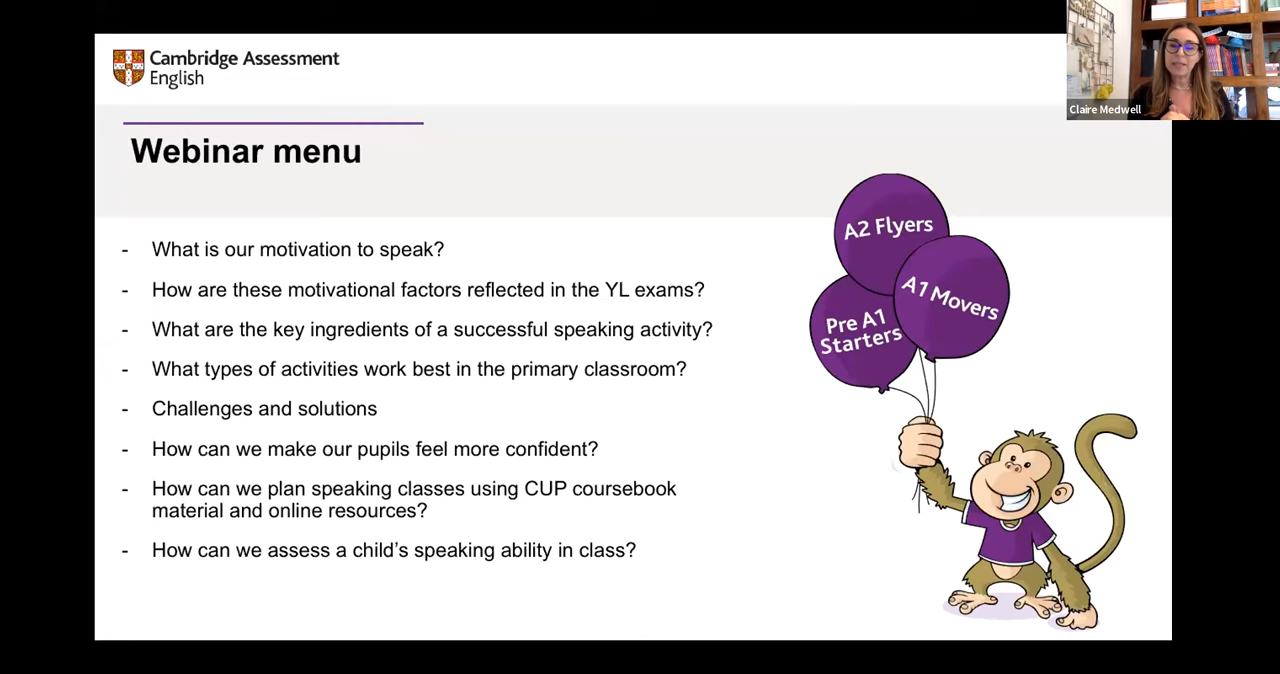 Cambridge Assessment
English
Claire Medwell
Webinar menu
- What is our motivation to speak?
- How are these motivational factors reflected in the YL exams?
- What are the key ingredients of a successful speaking activity?
- What types of activities work best in the primary classroom?
- Challenges and solutions
- How can we make our pupils feel more confident?
- How can we plan speaking classes using CUP coursebook
material and online resources?
- How can we assess a child's speaking ability in class?
A2 Flyers
A1 Movers
Pre A1
Starters